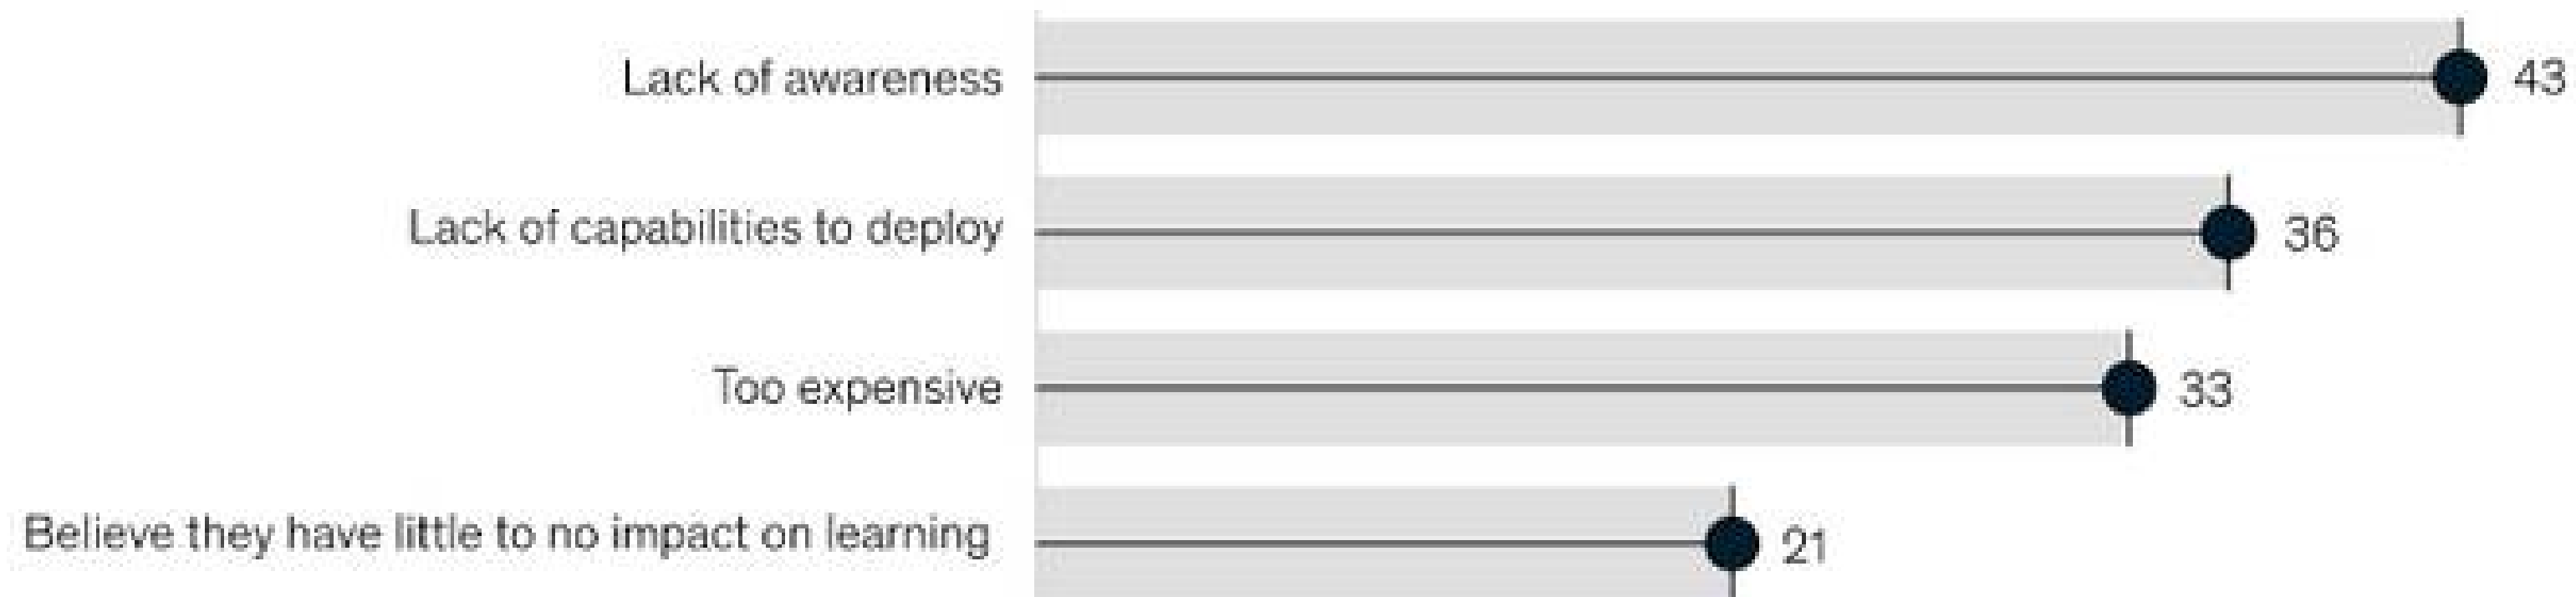 Lack of awareness 43
Lack of capabilities to deploy 36
Too expensive 33
Believe they have little to no impact on learning 21